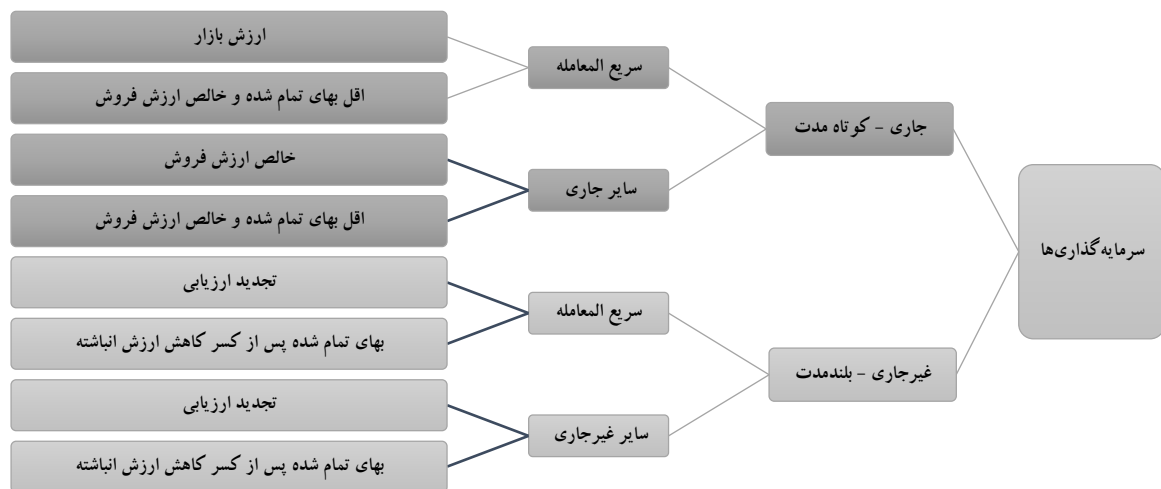 سرمایه‌گذاری‌ها
جاری - کوتاه مدت
سریع المعامله
ارزش بازار
اقل بهای تمام شده و خالص ارزش فروش
سایر جاری
خالص ارزش فروش
اقل بهای تمام شده و خالص ارزش فروش
غیرجاری - بلندمدت
سریع المعامله
تجدید ارزیابی
بهای تمام شده پس از کسر کاهش ارزش انباشته
سایر غیرجاری
تجدید ارزیابی
بهای تمام شده پس از کسر کاهش ارزش انباشته